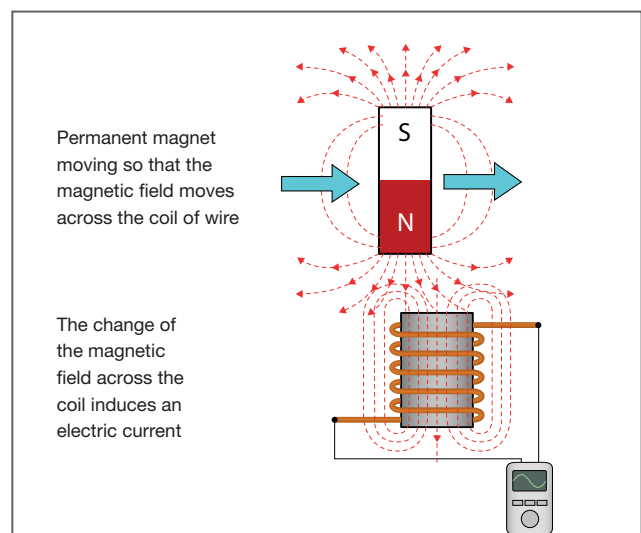 Permanent magnet
moving so that the
magnetic field moves
across the coil of wire
S
N
The change of
the magnetic
field across the
coil induces an
electric current